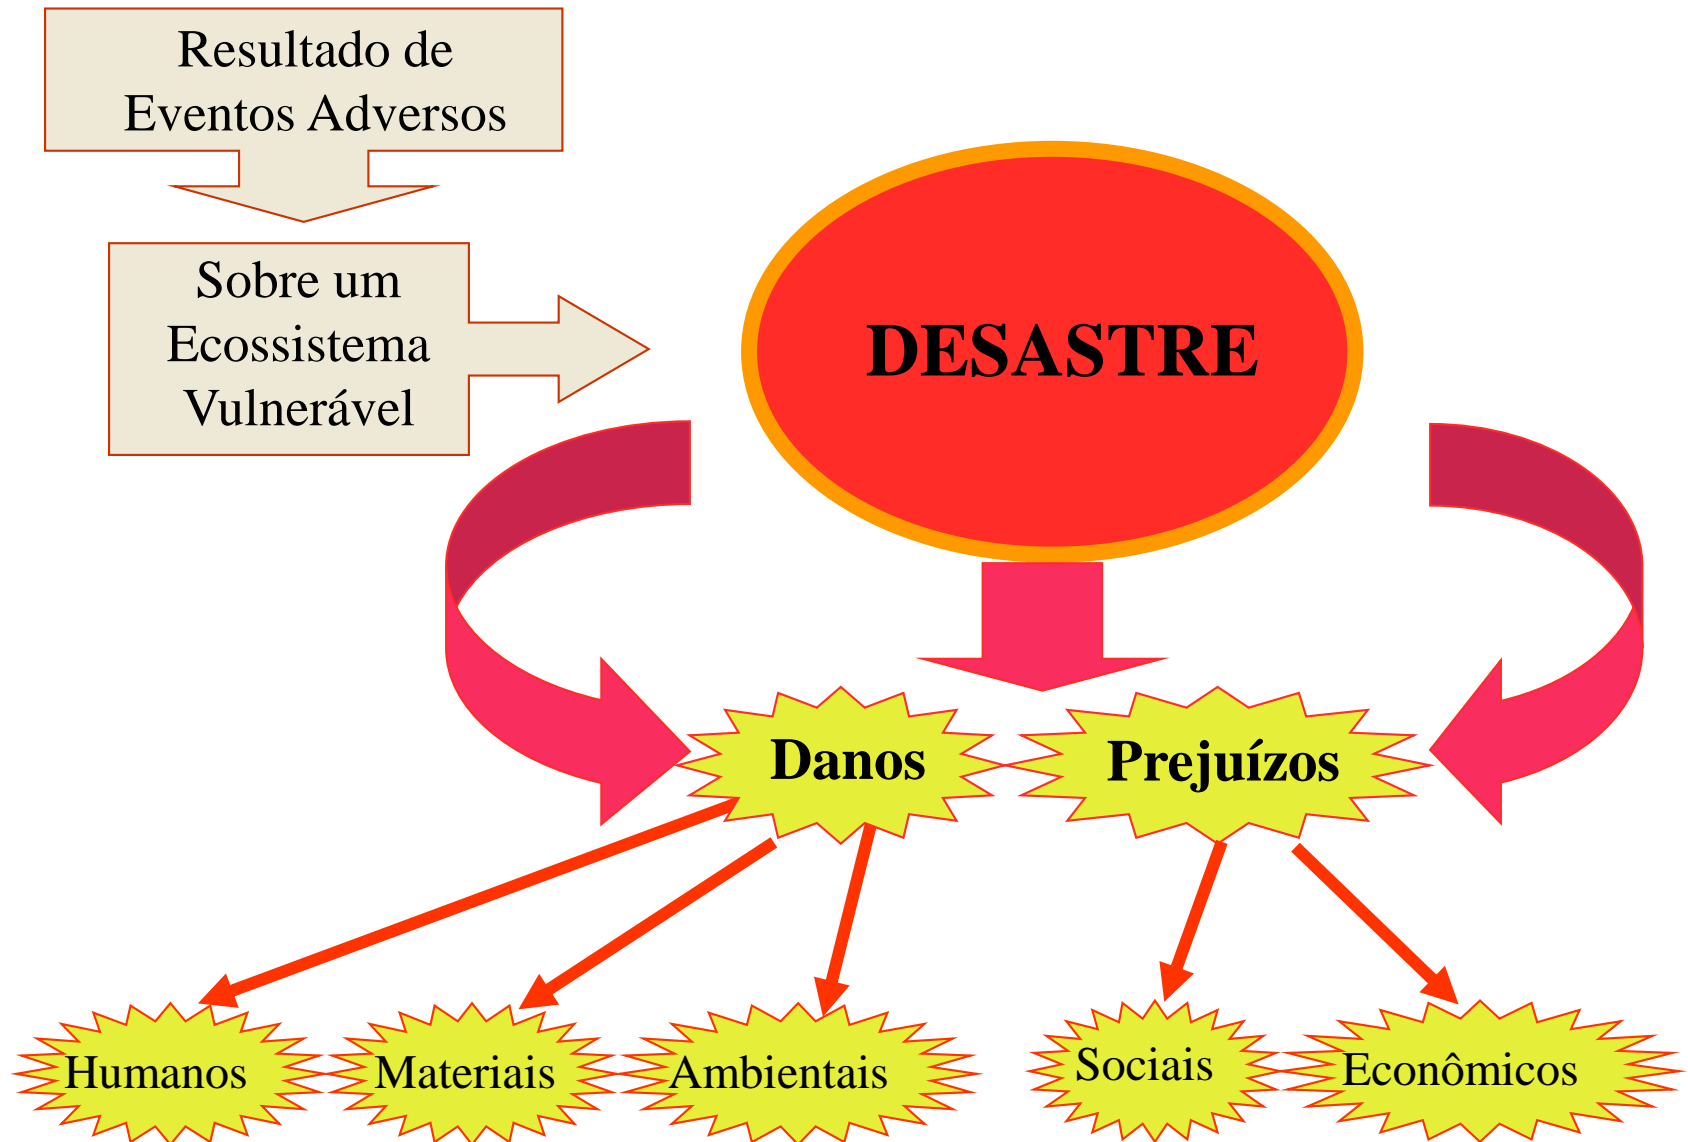 Resultado de
Eventos Adversos
Sobre um
Ecossistema
Vulnerável
DESASTRE
Danos
Prejuízos
Humanos
Materiais
Ambientais
Sociais
Econômicos